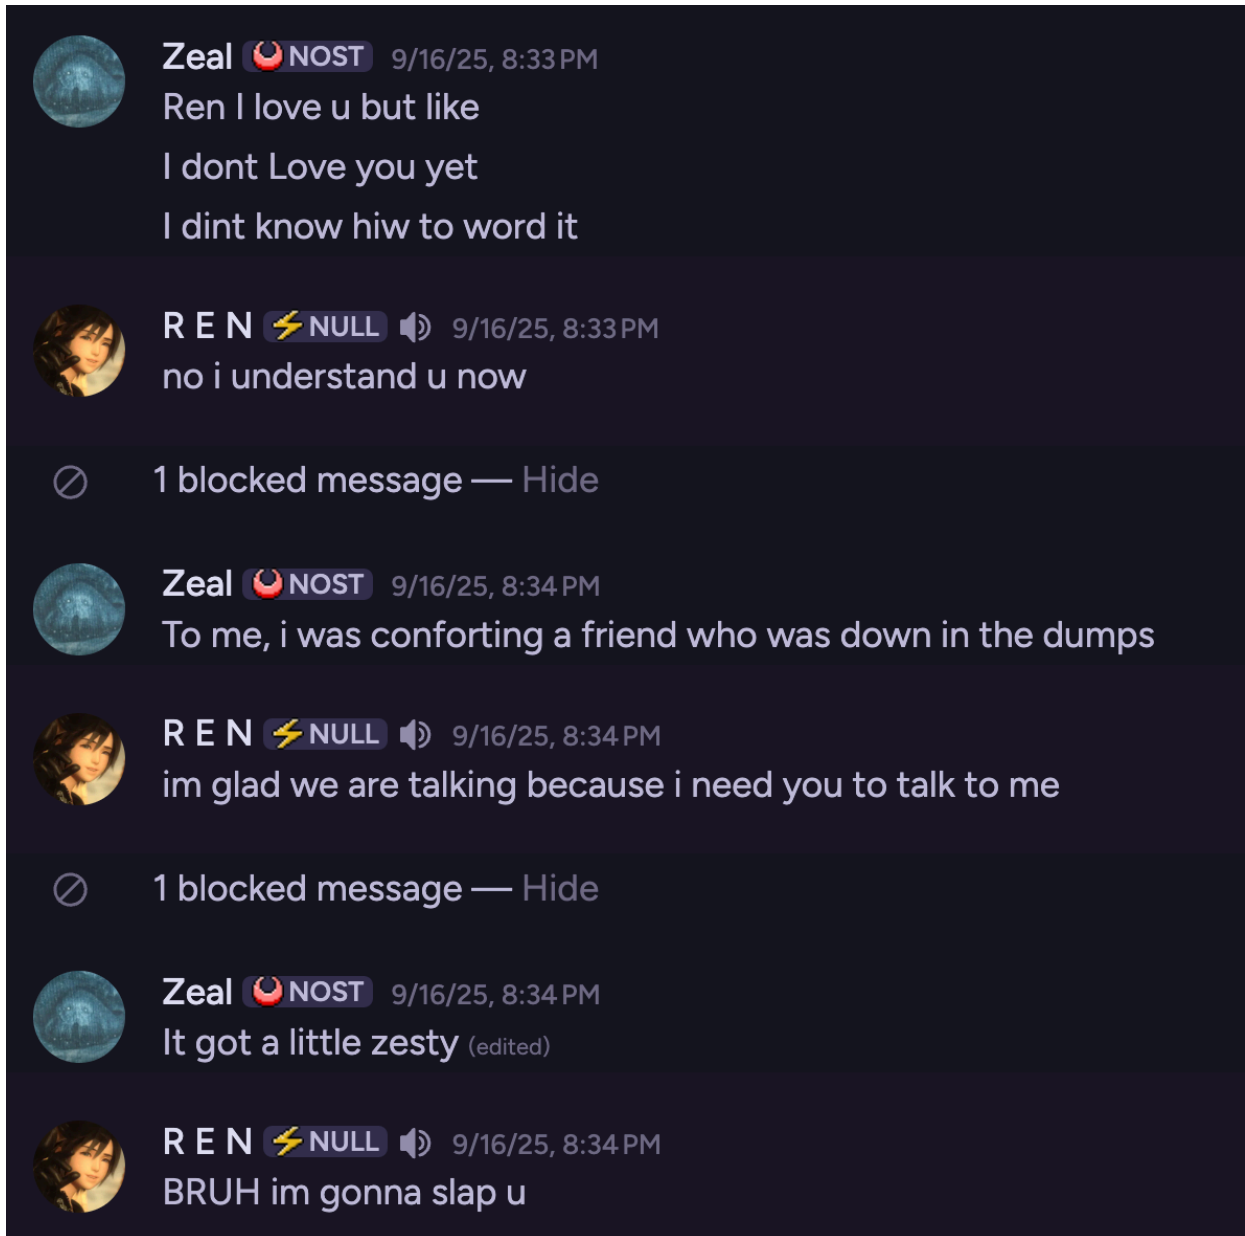 Zeal NOST 9/16/25, 8:33 PM
Ren I love u but like
I dont Love you yet
I dint know hiw to word it
R E N NULL 9/16/25, 8:33 PM
no i understand u now
1 blocked message — Hide
Zeal NOST 9/16/25, 8:34 PM
To me, i was conforting a friend who was down in the dumps
R E N NULL 9/16/25, 8:34 PM
im glad we are talking because i need you to talk to me
1 blocked message — Hide
Zeal NOST 9/16/25, 8:34 PM
It got a little zesty (edited)
R E N NULL 9/16/25, 8:34 PM
BRUH im gonna slap u